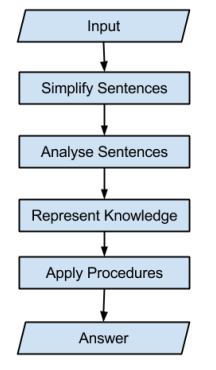 Input
Simplify Sentences
Analyse Sentences
Represent Knowledge
Apply Procedures
Answer